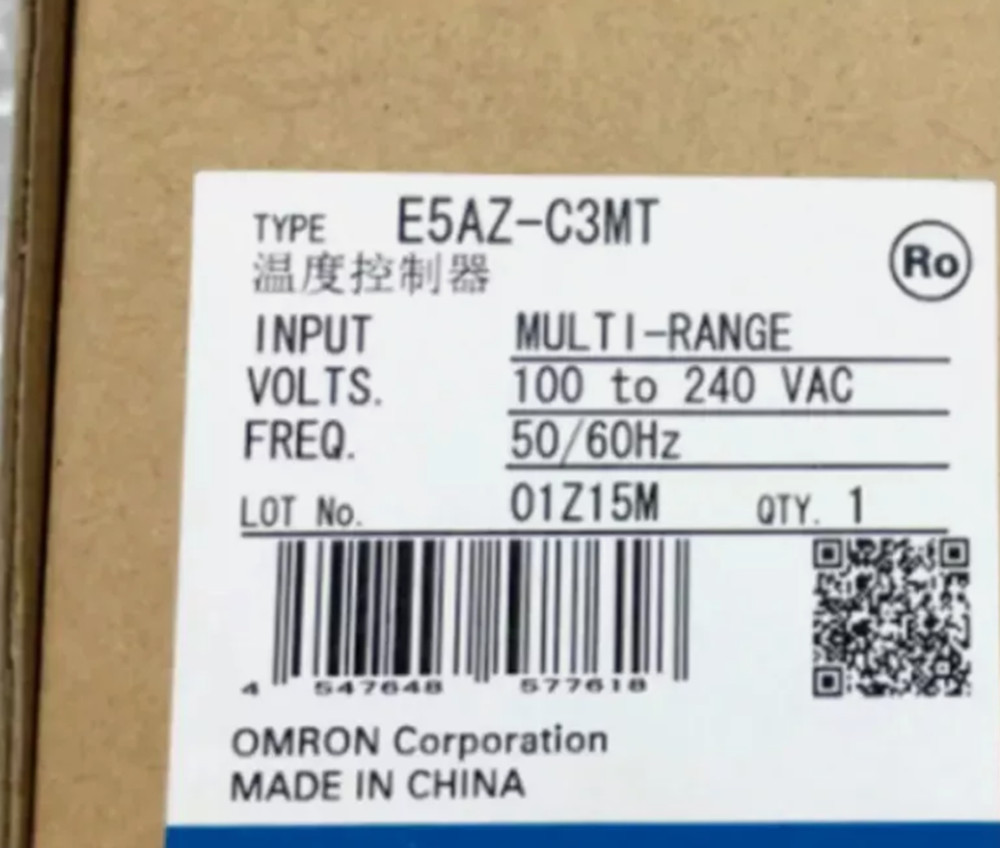 TYPE E5AZ-C3MT
温度控制器
Ro
INPUT MULTI-RANGE
VOLTS. 100 to 240 VAC
FREQ. 50/60Hz
LOT No. 01Z15M QTY. 1
4 547648 577618
OMRON Corporation
MADE IN CHINA